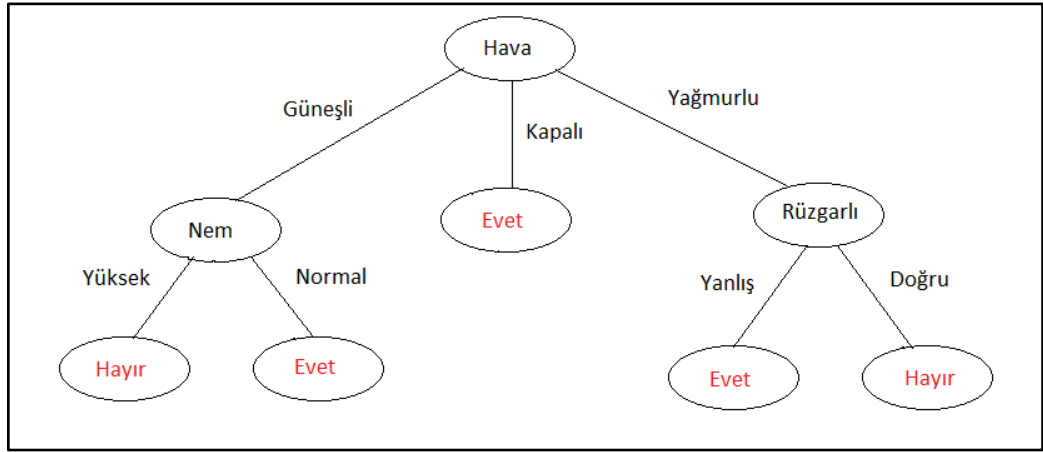 Hava
Güneşli
Kapalı
Yağmurlu
Nem
Evet
Rüzgarlı
Yüksek
Normal
Yanlış
Doğru
Hayır
Evet
Evet
Hayır